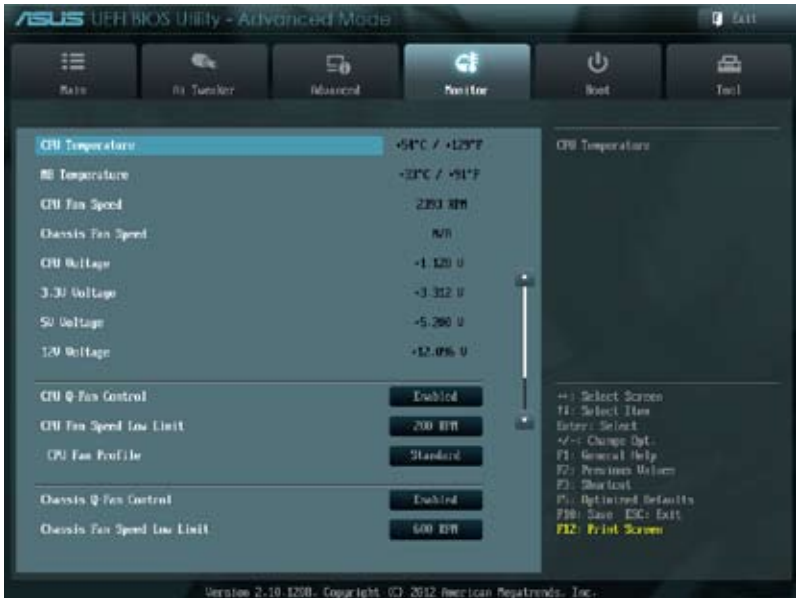 ASUS UEFI BIOS Utility - Advanced Mode
Exit
Main
Ai Tweaker
Advanced
Monitor
Boot
Tool
CPU Temperature +54°C / +129°F
MB Temperature +33°C / +91°F
CPU Fan Speed 2393 RPM
Chassis Fan Speed N/A
CPU Voltage +1.128 V
3.3V Voltage +3.312 V
5V Voltage V
12V Voltage +12.096 V
CPU Q-Fan Control Enabled
CPU Fan Speed Low Limit 200 RPM
CPU Fan Profile Standard
Chassis Q-Fan Control Enabled
Chassis Fan Speed Low Limit 600 RPM
CPU Temperature
: Select Screen
: Select Item
Enter: Select
+/-: Change Opt.
F1: General Help
F2: Previous Values
F3: Shortcut
F5: Optimized Defaults
F10: Save ESC: Exit
F12: Print Screen
Version 2.10.1208. Copyright (C) 2012 American Megatrends, Inc.